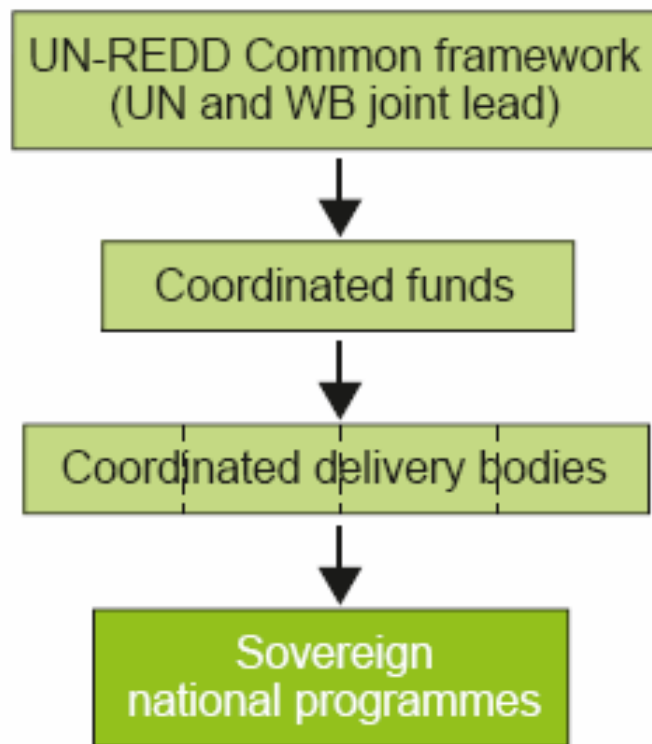 UN-REDD Common framework
(UN and WB joint lead)
Coordinated funds
Coordinated delivery bodies
Sovereign
national programmes